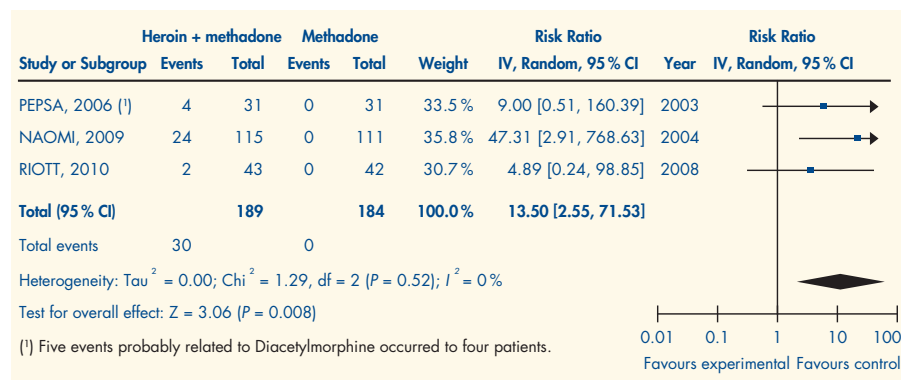 Heroin + methadone Methadone Risk Ratio Risk Ratio
Study or Subgroup Events Total Events Total Weight IV, Random, 95 % CI Year IV, Random, 95 % CI
PEPSA, 2006 (¹) 4 31 0 31 33.5 % 9.00 [0.51, 160.39] 2003
NAOMI, 2009 24 115 0 111 35.8 % 47.31 [2.91, 768.63] 2004
RIOTT, 2010 2 43 0 42 30.7 % 4.89 [0.24, 98.85] 2008
Total (95 % CI) 189 184 100.0 % 13.50 [2.55, 71.53]
Total events 30 0
Heterogeneity: Tau² = 0.00; Chi² = 1.29, df = 2 (P = 0.52); I² = 0 %
Test for overall effect: Z = 3.06 (P = 0.008)
(¹) Five events probably related to Diacetylmorphine occurred to four patients.
0.01 0.1 1 10 100
Favours experimental Favours control